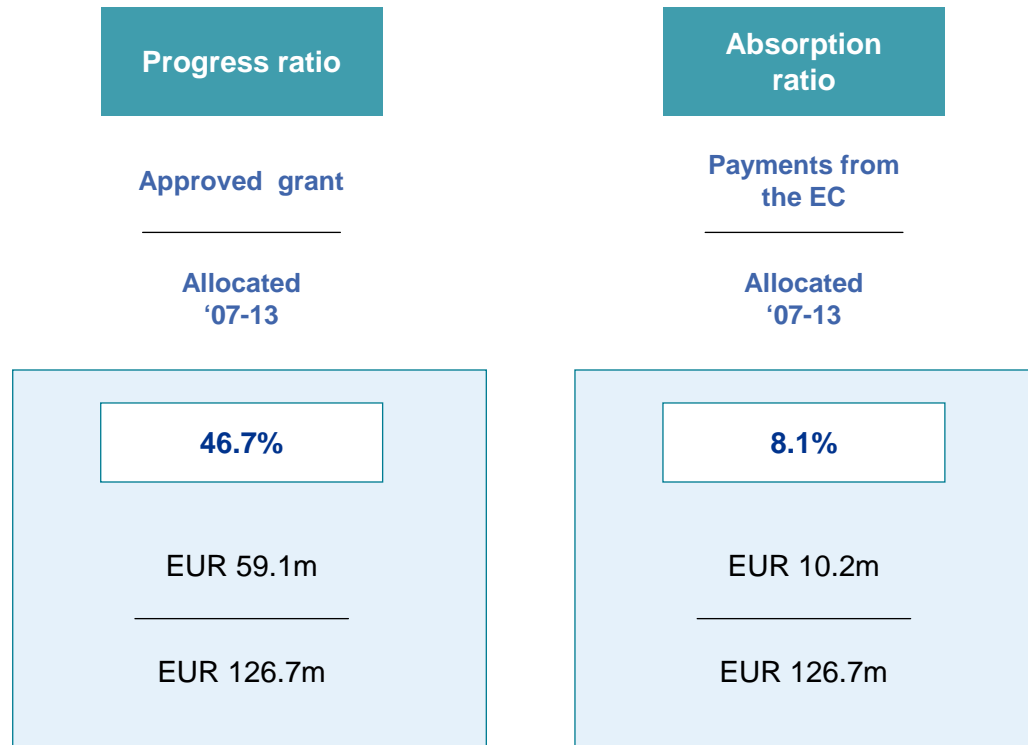 Progress ratio
Approved grant
Allocated
‘07-13
46.7%
EUR 59.1m
EUR 126.7m
Absorption
ratio
Payments from
the EC
Allocated
‘07-13
8.1%
EUR 10.2m
EUR 126.7m